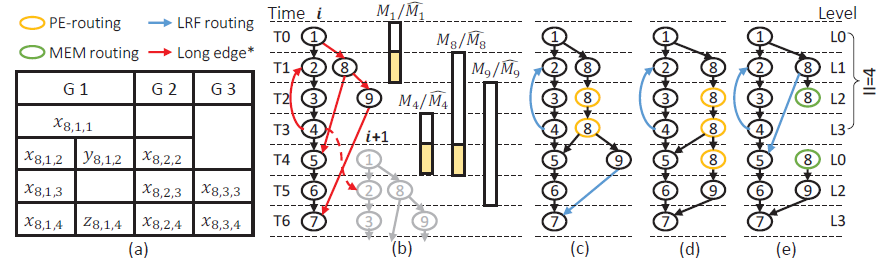 PE-routing LRF routing
MEM routing Long edge*
G 1 G 2 G 3
x8,1,1
x8,1,2 y8,1,2 x8,2,2
x8,1,3 x8,2,3 x8,3,3
x8,1,4 z8,1,4 x8,2,4 x8,3,4
(a)
Time i
T0 1
T1 2 8
T2 3 9
T3 4
i+1
T4 5 1
T5 6 2 8
T6 7 3 9
M1/M̂1
M8/M̂8
M9/M̂9
M4/M̂4
(b)
1
2 8
3 8
4 8
5 9
6
7
(c)
1
2 8
3 8
4 8
5 8
6 9
7
(d)
Level
1 L0
2 8 L1
3 8 L2
4 L3
5 8 L0
6 9 L2
7 L3
II=4
(e)